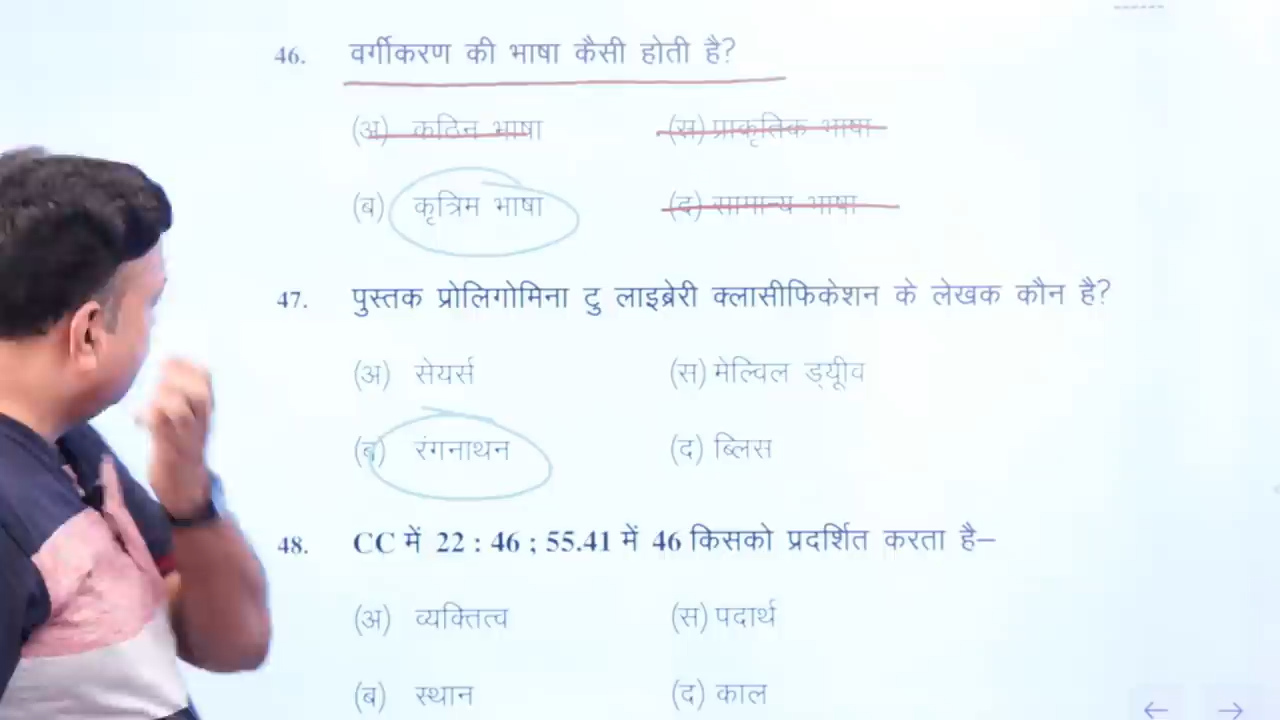 46. वर्गीकरण की भाषा कैसी होती है?
(अ) कठिन भाषा (स) प्राकृतिक भाषा
(ब) कृत्रिम भाषा (द) सामान्य भाषा
47. पुस्तक प्रोलिगोमिना टु लाइब्रेरी क्लासीफिकेशन के लेखक कौन है?
(अ) सेयर्स (स) मेल्विल ड्यूीव
(ब) रंगनाथन (द) ब्लिस
48. CC में 22 : 46 ; 55.41 में 46 किसको प्रदर्शित करता है–
(अ) व्यक्तित्व (स) पदार्थ
(ब) स्थान (द) काल